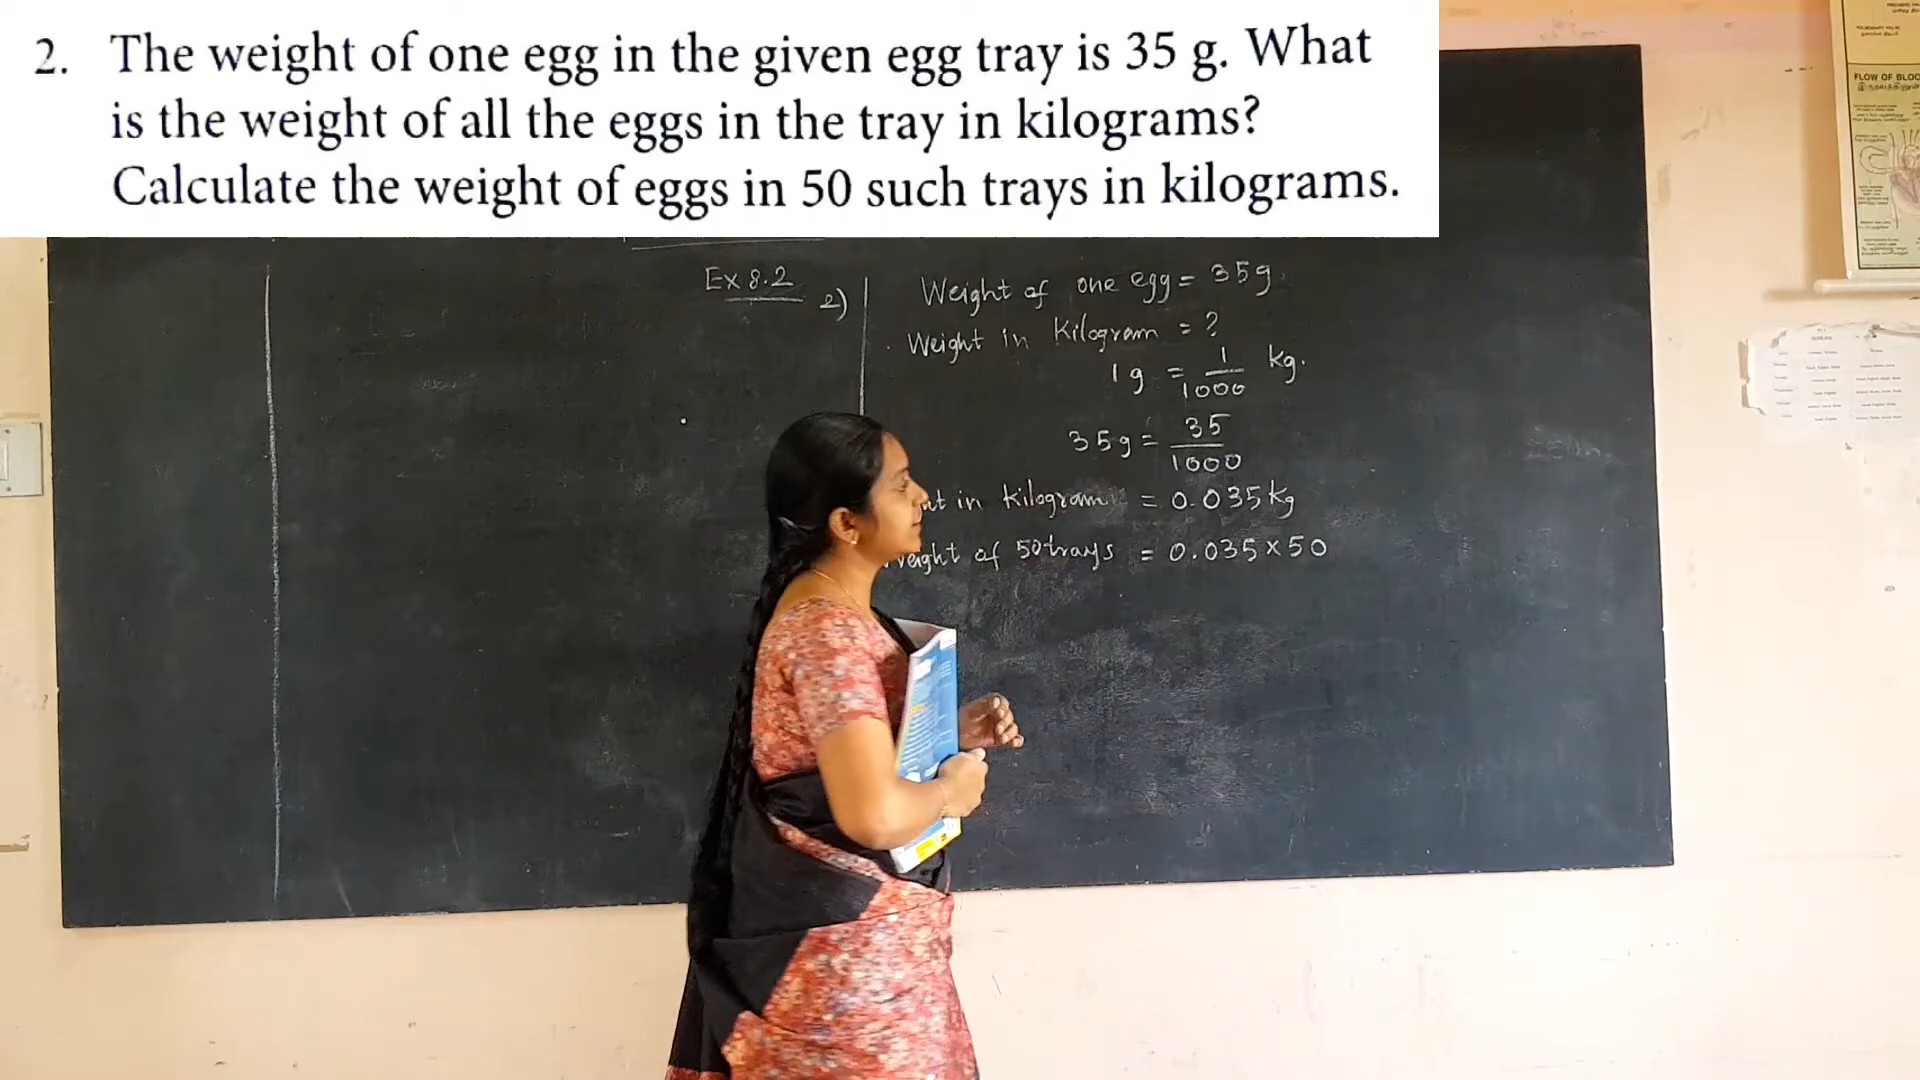 2. The weight of one egg in the given egg tray is 35 g. What
is the weight of all the eggs in the tray in kilograms?
Calculate the weight of eggs in 50 such trays in kilograms.
FLOW OF BLOO
Ex 8.2
2)
Weight of one egg = 35g.
Weight in Kilogram = ?
1g = 1/1000 kg.
35g = 35/1000
in kilogram = 0.035kg
of 50 trays = 0.035 × 50